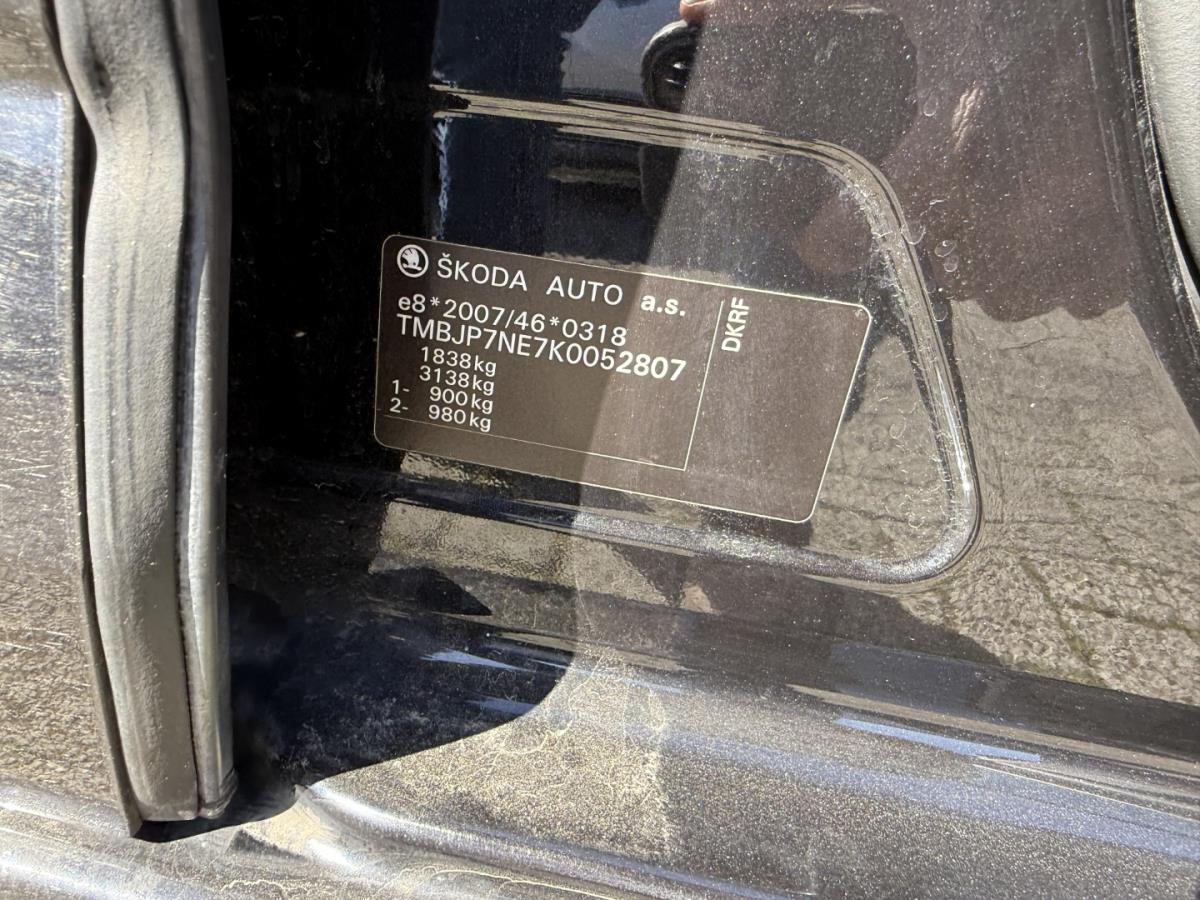 ŠKODA AUTO a.s.
e8*2007/46*0318
TMBJP7NE7K0052807
1838kg
3138kg
1- 900kg
2- 980kg
DKRF